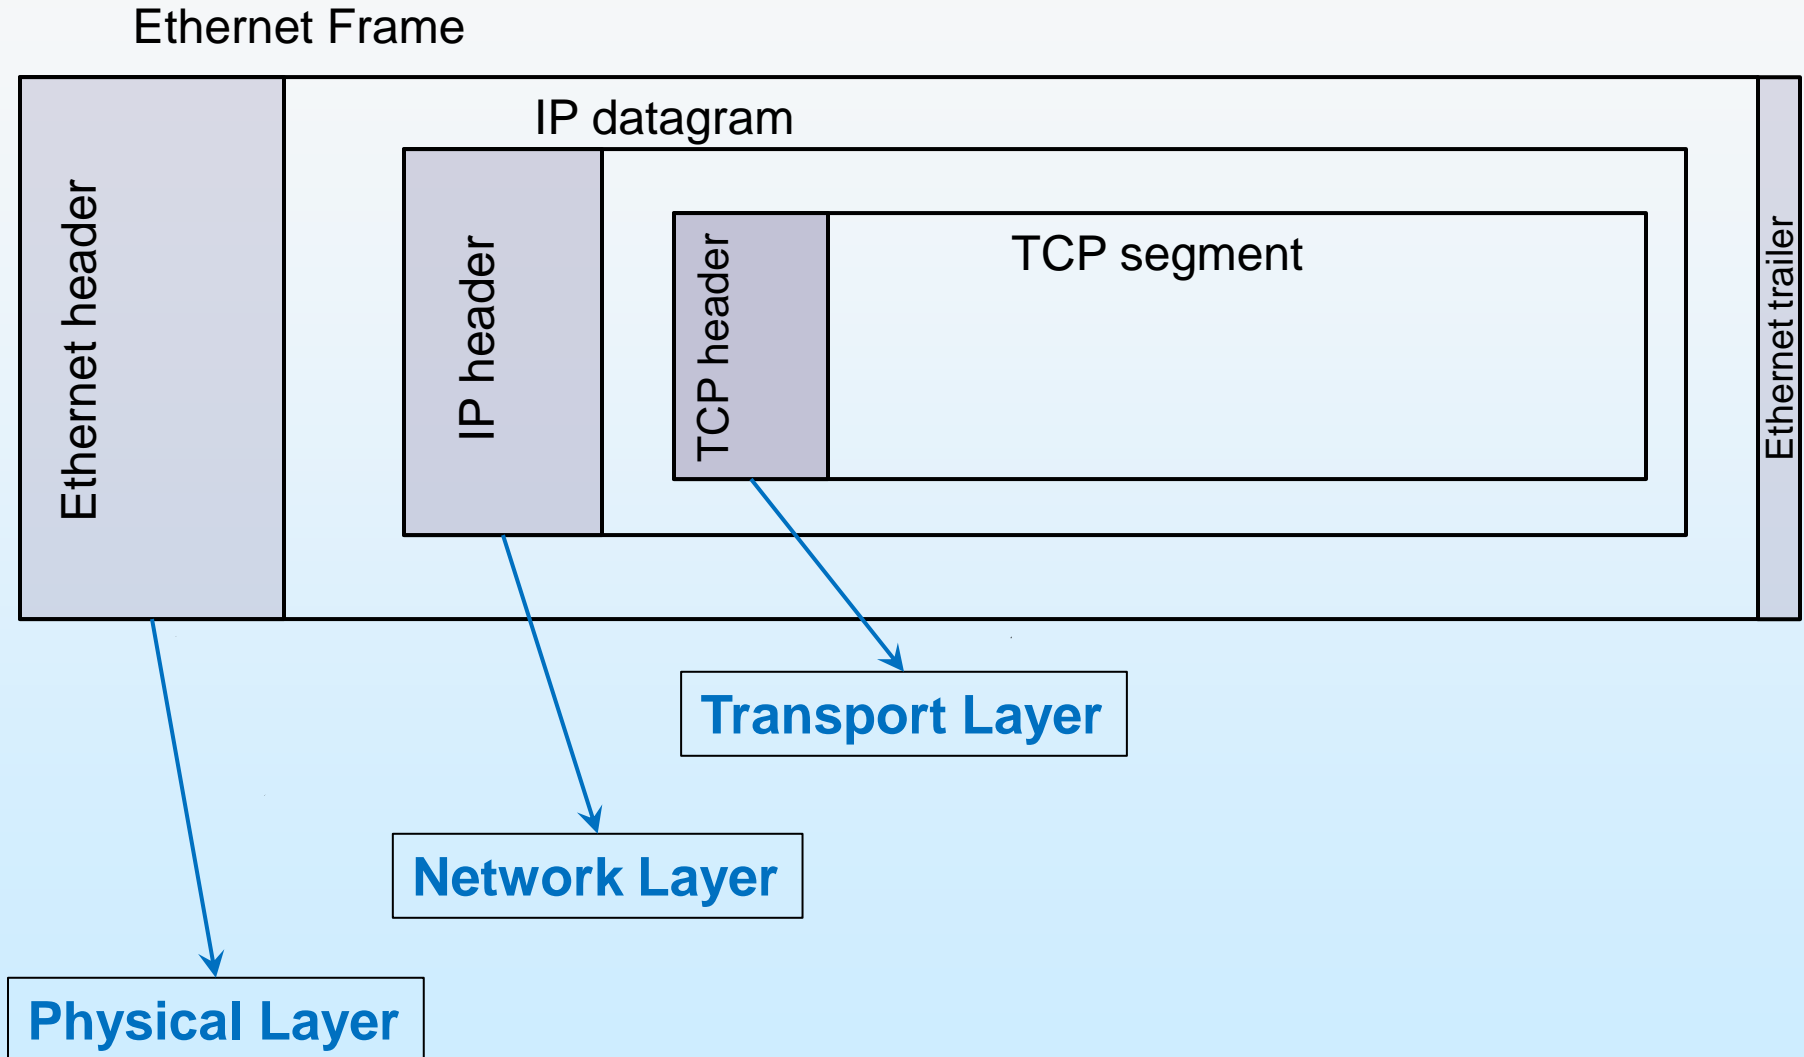 Ethernet Frame
IP datagram
TCP segment
Ethernet header
IP header
TCP header
Ethernet trailer
Transport Layer
Network Layer
Physical Layer